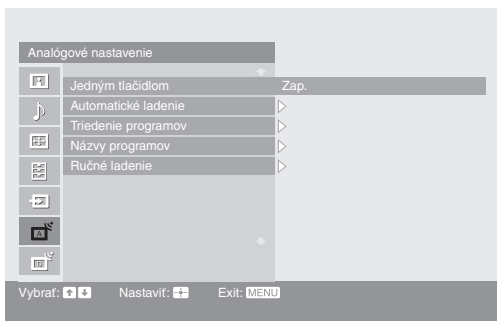 Analógové nastavenie
Jedným tlačidlom Zap.
Automatické ladenie
Triedenie programov
Názvy programov
Ručné ladenie
A
Vybrať: Nastaviť: Exit: MENU